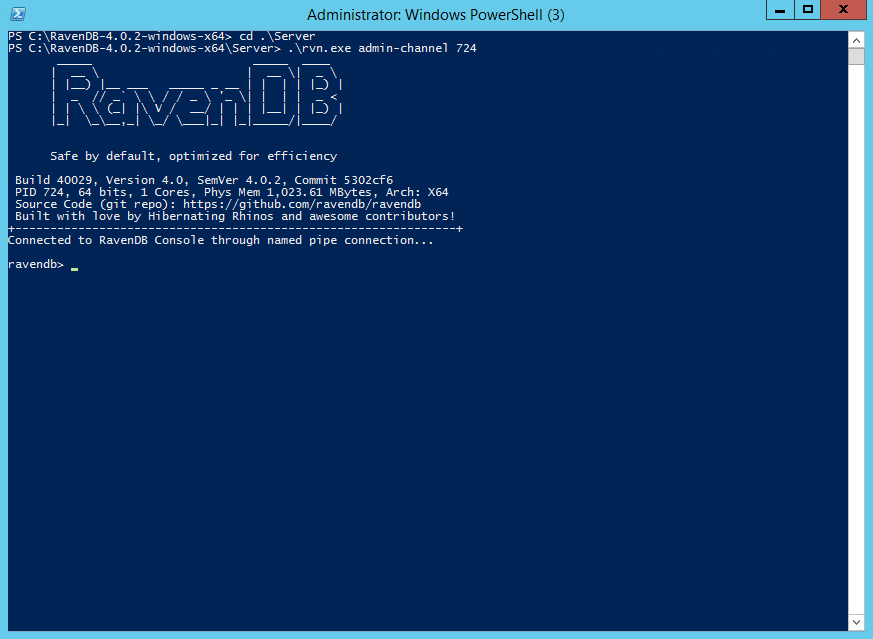 Administrator: Windows PowerShell (3)
PS C:\RavenDB-4.0.2-windows-x64> cd .\Server
PS C:\RavenDB-4.0.2-windows-x64\Server> .\rvn.exe admin-channel 724
RavenDB
Safe by default, optimized for efficiency
Build 40029, Version 4.0, SemVer 4.0.2, Commit 5302cf6
PID 724, 64 bits, 1 Cores, Phys Mem 1,023.61 MBytes, Arch: X64
Source Code (git repo): https://github.com/ravendb/ravendb
Built with love by Hibernating Rhinos and awesome contributors!
+---------------------------------------------------------------+
Connected to RavenDB Console through named pipe connection...
ravendb> _